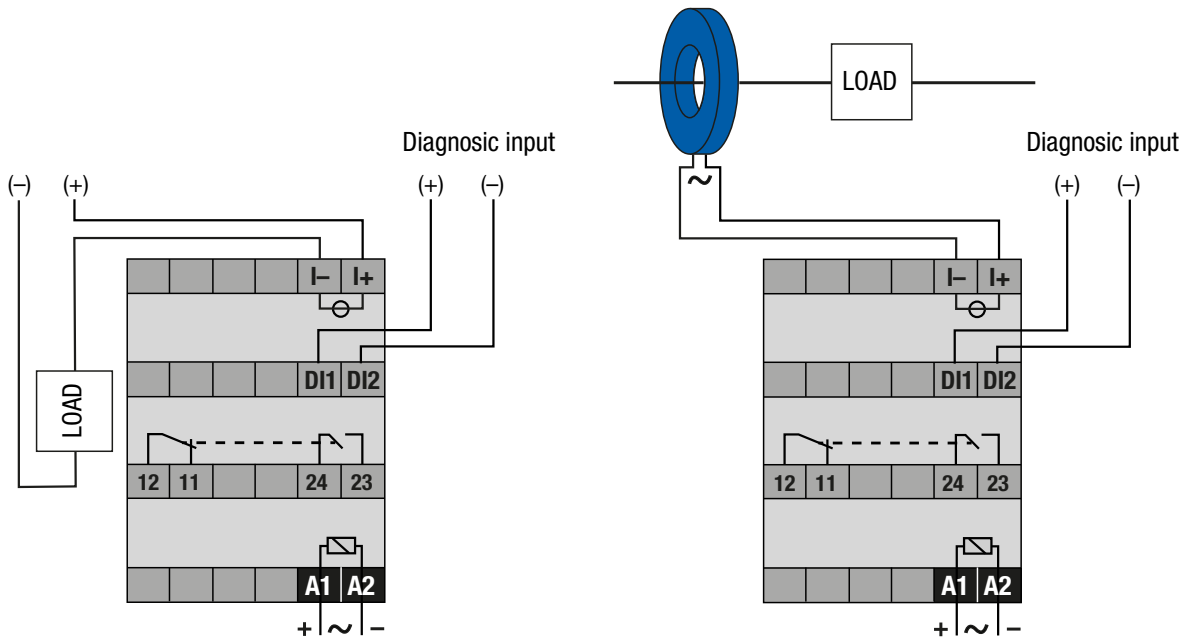 LOAD
Diagnosic input
Diagnosic input
(–) (+) (+) (–)
(+) (–)
~
I– I+
I– I+
DI1 DI2
DI1 DI2
LOAD
12 11 24 23
12 11 24 23
A1 A2
A1 A2
+ ~ –
+ ~ –